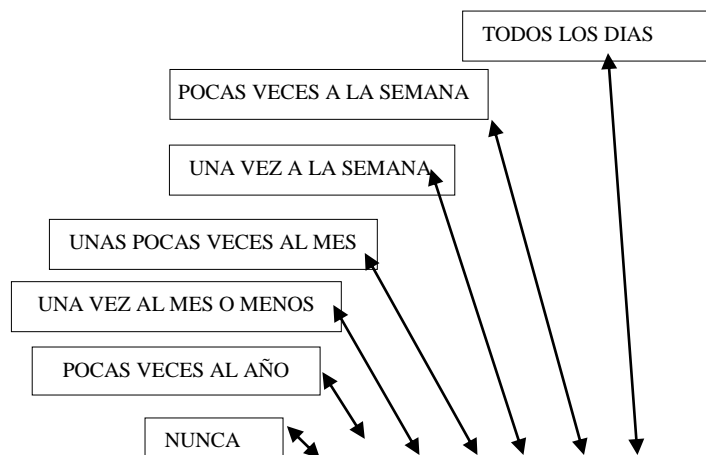 TODOS LOS DIAS
POCAS VECES A LA SEMANA
UNA VEZ A LA SEMANA
UNAS POCAS VECES AL MES
UNA VEZ AL MES O MENOS
POCAS VECES AL AÑO
NUNCA